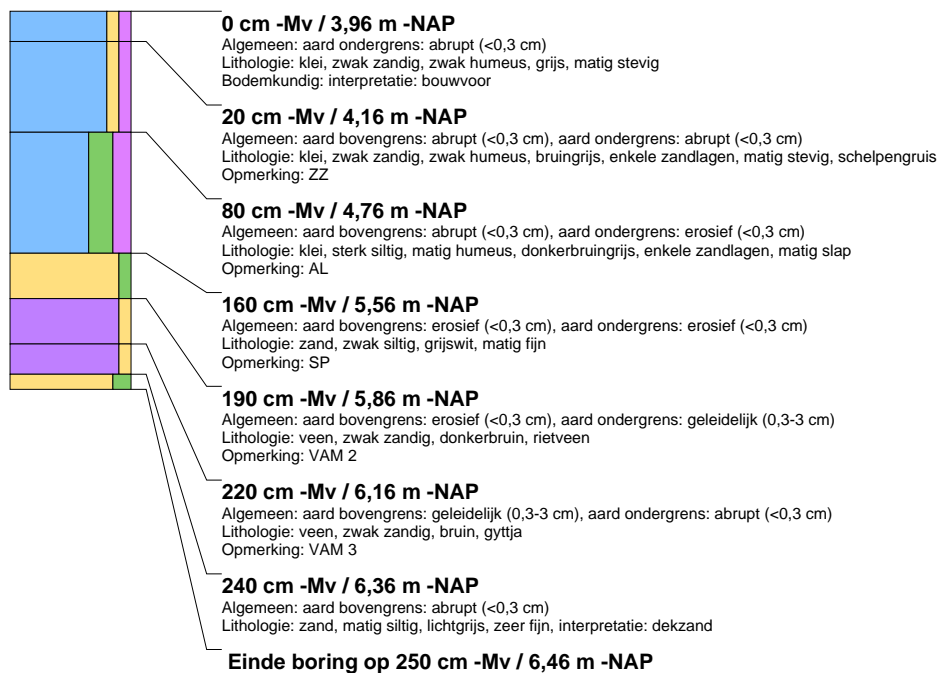 0 cm -Mv / 3,96 m -NAP
Algemeen: aard ondergrens: abrupt (<0,3 cm)
Lithologie: klei, zwak zandig, zwak humeus, grijs, matig stevig
Bodemkundig: interpretatie: bouwvoor
20 cm -Mv / 4,16 m -NAP
Algemeen: aard bovengrens: abrupt (<0,3 cm), aard ondergrens: abrupt (<0,3 cm)
Lithologie: klei, zwak zandig, zwak humeus, bruingrijs, enkele zandlagen, matig stevig, schelpengruis
Opmerking: ZZ
80 cm -Mv / 4,76 m -NAP
Algemeen: aard bovengrens: abrupt (<0,3 cm), aard ondergrens: erosief (<0,3 cm)
Lithologie: klei, sterk siltig, matig humeus, donkerbruingrijs, enkele zandlagen, matig slap
Opmerking: AL
160 cm -Mv / 5,56 m -NAP
Algemeen: aard bovengrens: erosief (<0,3 cm), aard ondergrens: erosief (<0,3 cm)
Lithologie: zand, zwak siltig, grijswit, matig fijn
Opmerking: SP
190 cm -Mv / 5,86 m -NAP
Algemeen: aard bovengrens: erosief (<0,3 cm), aard ondergrens: geleidelijk (0,3-3 cm)
Lithologie: veen, zwak zandig, donkerbruin, rietveen
Opmerking: VAM 2
220 cm -Mv / 6,16 m -NAP
Algemeen: aard bovengrens: geleidelijk (0,3-3 cm), aard ondergrens: abrupt (<0,3 cm)
Lithologie: veen, zwak zandig, bruin, gyttja
Opmerking: VAM 3
240 cm -Mv / 6,36 m -NAP
Algemeen: aard bovengrens: abrupt (<0,3 cm)
Lithologie: zand, matig siltig, lichtgrijs, zeer fijn, interpretatie: dekzand
Einde boring op 250 cm -Mv / 6,46 m -NAP